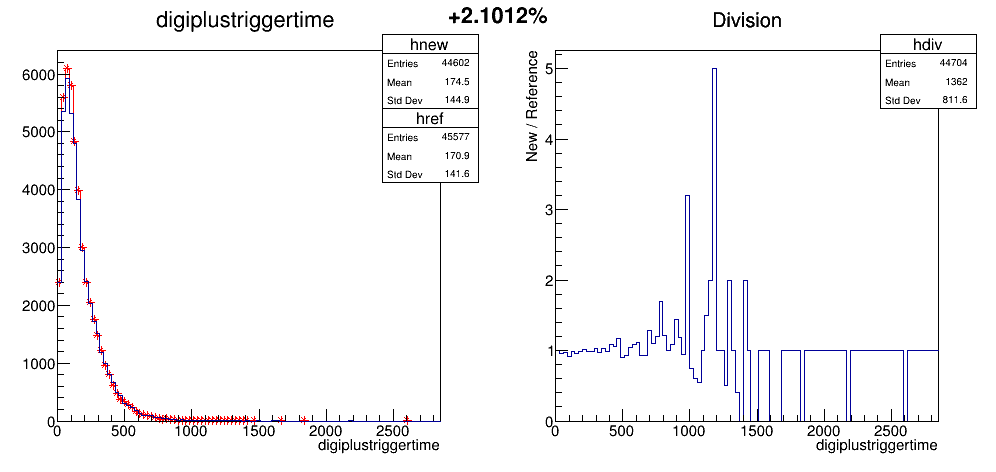 digiplustriggertime
+2.1012%
Division
hnew
Entries 44602
Mean 174.5
Std Dev 144.9
href
Entries 45577
Mean 170.9
Std Dev 141.6
6000
5000
4000
3000
2000
1000
0
0 500 1000 1500 2000 2500
digiplustriggertime
hdiv
Entries 44704
Mean 1362
Std Dev 811.6
New / Reference
5
4
3
2
1
0
0 500 1000 1500 2000 2500
digiplustriggertime